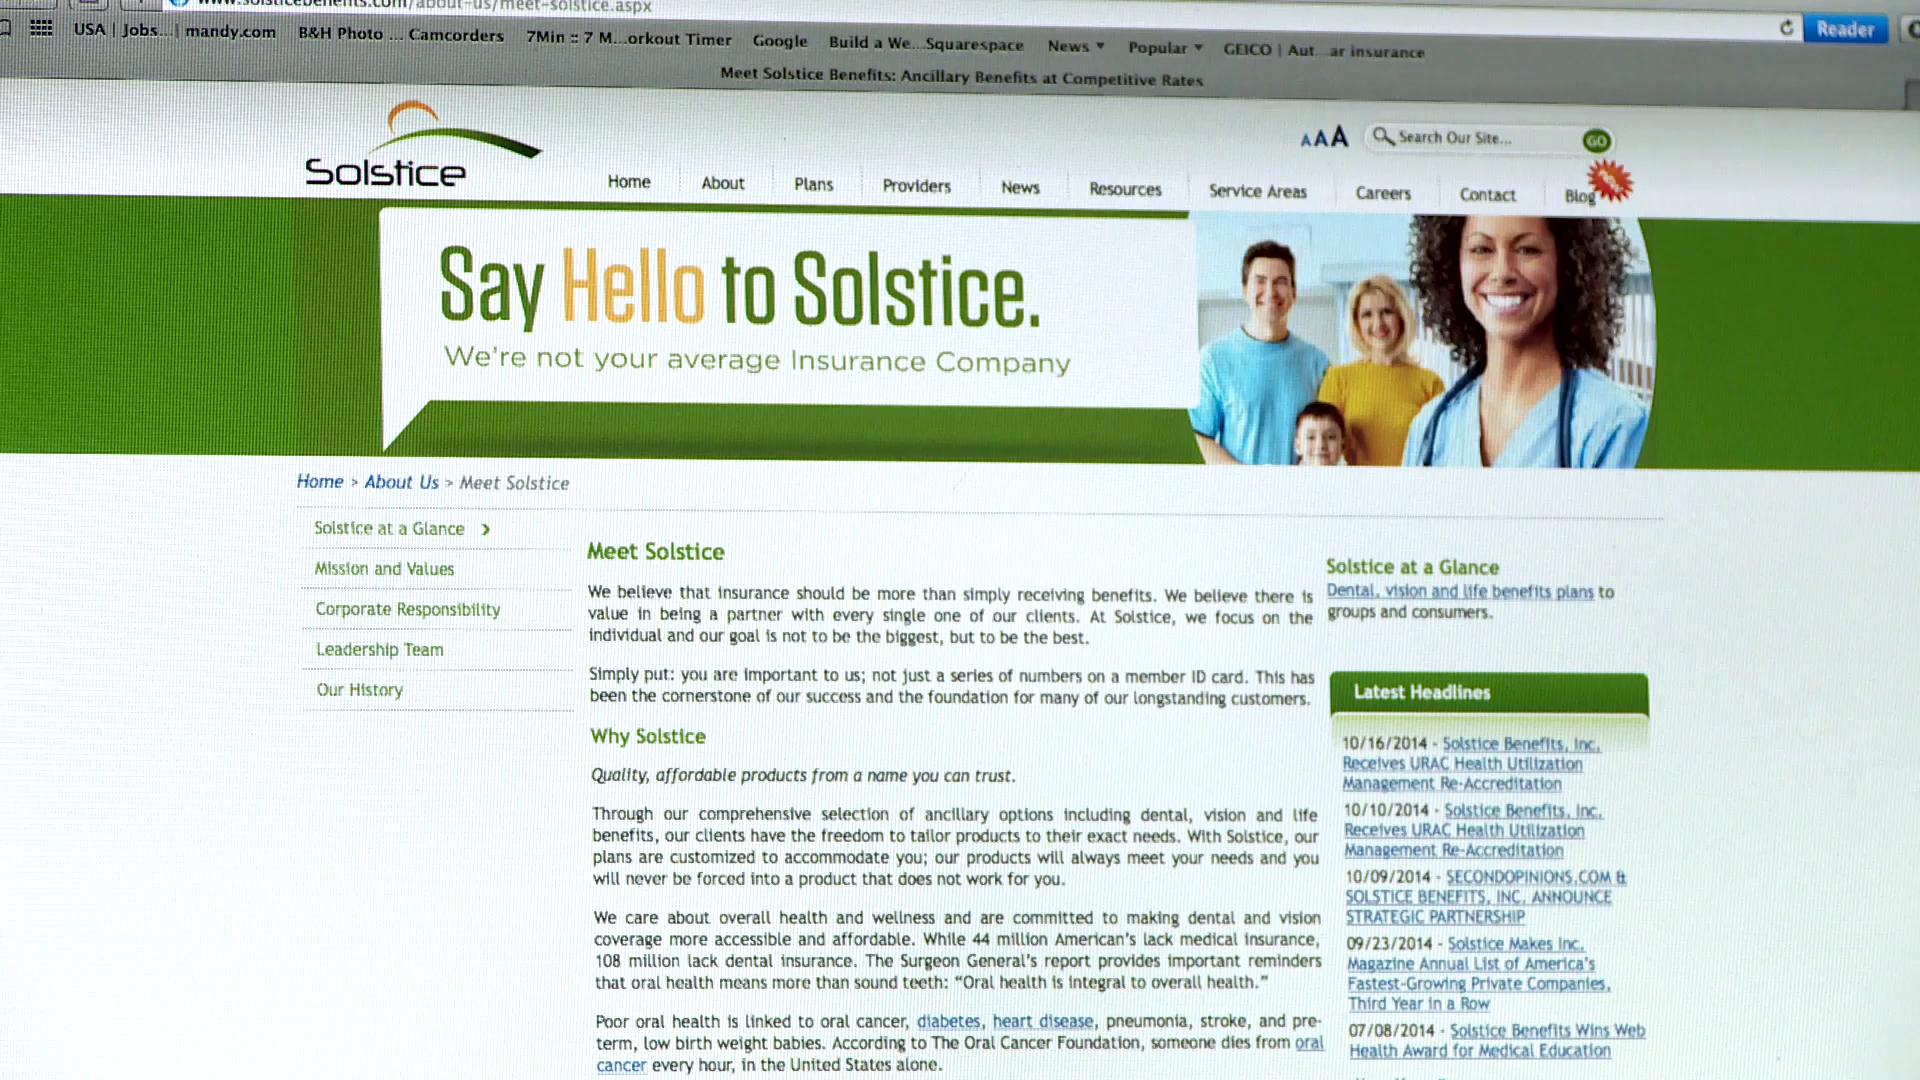 /about-us/meet-solstice.aspx
Reader
USA | Jobs... | mandy.com
B&H Photo ... Camcorders
7Min :: 7 M...orkout Timer
Google
Build a We...Squarespace
News
Popular
GEICO | Aut...ar insurance
Meet Solstice Benefits: Ancillary Benefits at Competitive Rates
Solstice
AAA
Search Our Site...
GO
Home
About
Plans
Providers
News
Resources
Service Areas
Careers
Contact
Blog
Say Hello to Solstice.
We're not your average Insurance Company
Home > About Us > Meet Solstice
Solstice at a Glance
Mission and Values
Corporate Responsibility
Leadership Team
Our History
Meet Solstice
We believe that insurance should be more than simply receiving benefits. We believe there is
value in being a partner with every single one of our clients. At Solstice, we focus on the
individual and our goal is not to be the biggest, but to be the best.
Simply put: you are important to us; not just a series of numbers on a member ID card. This has
been the cornerstone of our success and the foundation for many of our longstanding customers.
Why Solstice
Quality, affordable products from a name you can trust.
Through our comprehensive selection of ancillary options including dental, vision and life
benefits, our clients have the freedom to tailor products to their exact needs. With Solstice, our
plans are customized to accommodate you; our products will always meet your needs and you
will never be forced into a product that does not work for you.
We care about overall health and wellness and are committed to making dental and vision
coverage more accessible and affordable. While 44 million American's lack medical insurance,
108 million lack dental insurance. The Surgeon General's report provides important reminders
that oral health means more than sound teeth: "Oral health is integral to overall health."
Poor oral health is linked to oral cancer, diabetes, heart disease, pneumonia, stroke, and pre-
term, low birth weight babies. According to The Oral Cancer Foundation, someone dies from oral
cancer every hour, in the United States alone.
Solstice at a Glance
Dental, vision and life benefits plans to
groups and consumers.
Latest Headlines
10/16/2014 - Solstice Benefits, Inc.
Receives URAC Health Utilization
Management Re-Accreditation
10/10/2014 - Solstice Benefits, Inc.
Receives URAC Health Utilization
Management Re-Accreditation
10/09/2014 - SECONDOPINIONS.COM &
SOLSTICE BENEFITS, INC. ANNOUNCE
STRATEGIC PARTNERSHIP
09/23/2014 - Solstice Makes Inc.
Magazine Annual List of America's
Fastest-Growing Private Companies,
Third Year in a Row
07/08/2014 - Solstice Benefits Wins Web
Health Award for Medical Education